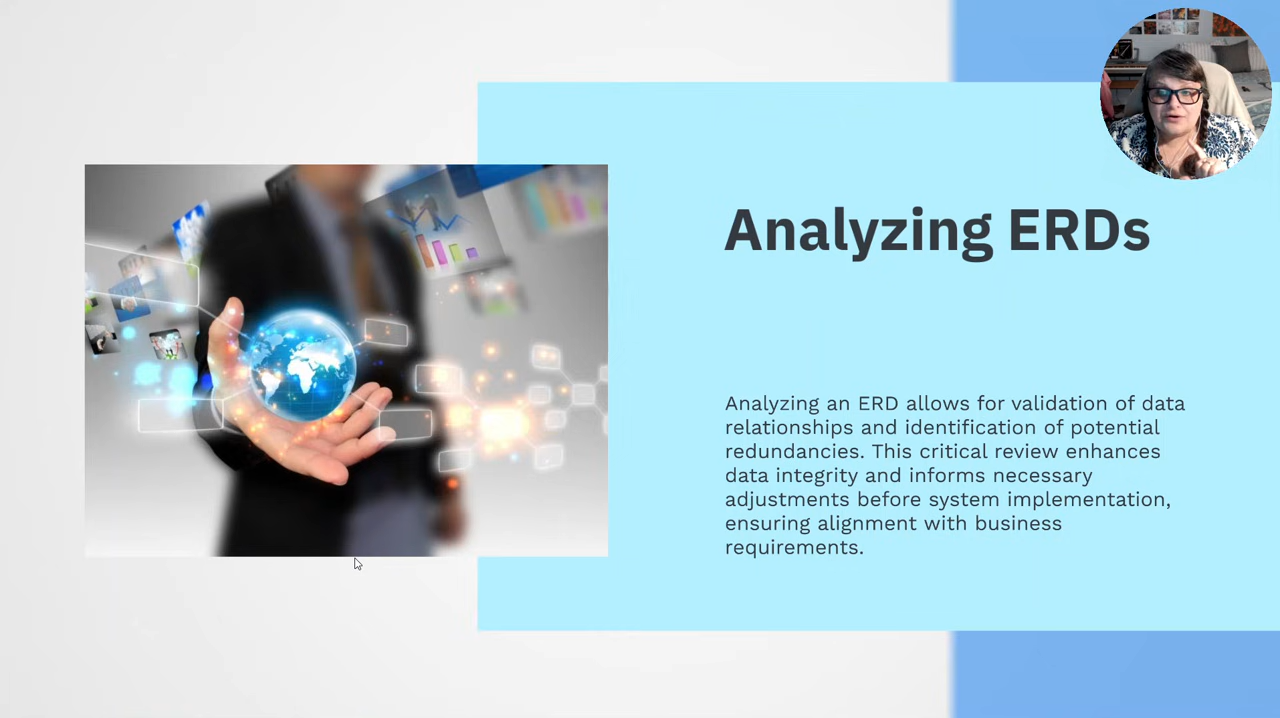 Analyzing ERDs
Analyzing an ERD allows for validation of data
relationships and identification of potential
redundancies. This critical review enhances
data integrity and informs necessary
adjustments before system implementation,
ensuring alignment with business
requirements.